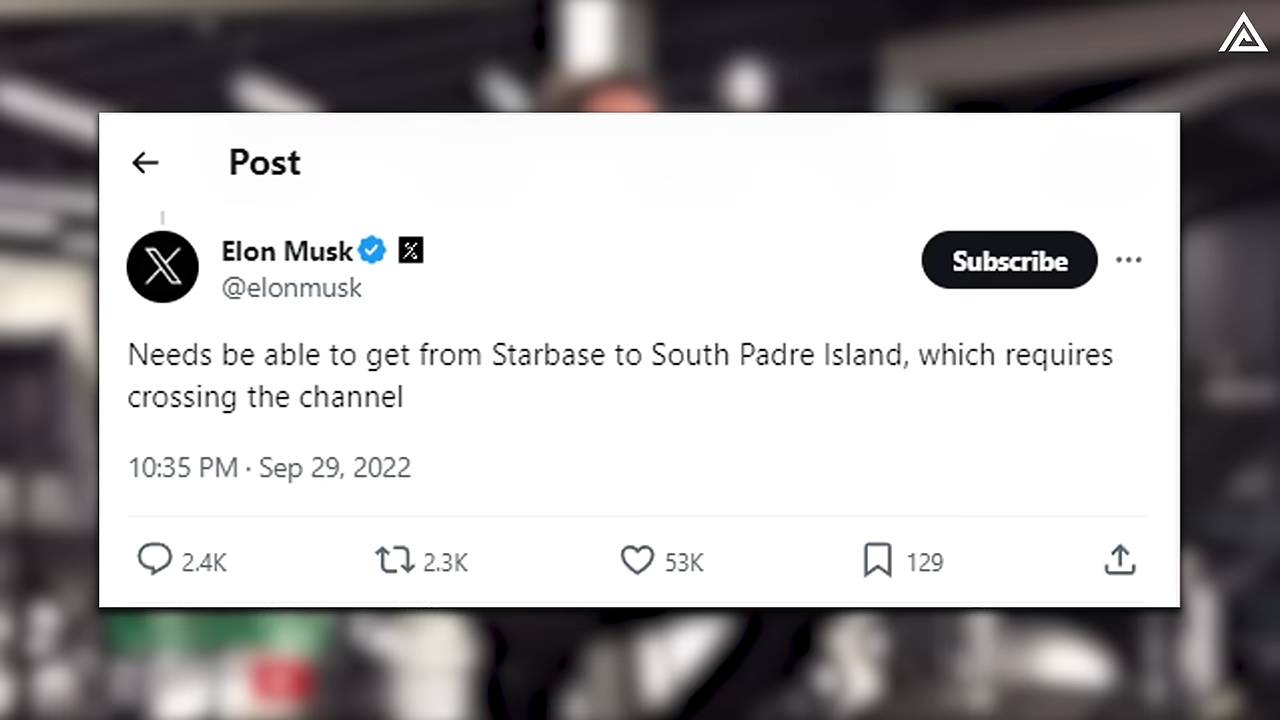 Post
Elon Musk
@elonmusk
Subscribe
Needs be able to get from Starbase to South Padre Island, which requires
crossing the channel
10:35 PM · Sep 29, 2022
2.4K 2.3K 53K 129